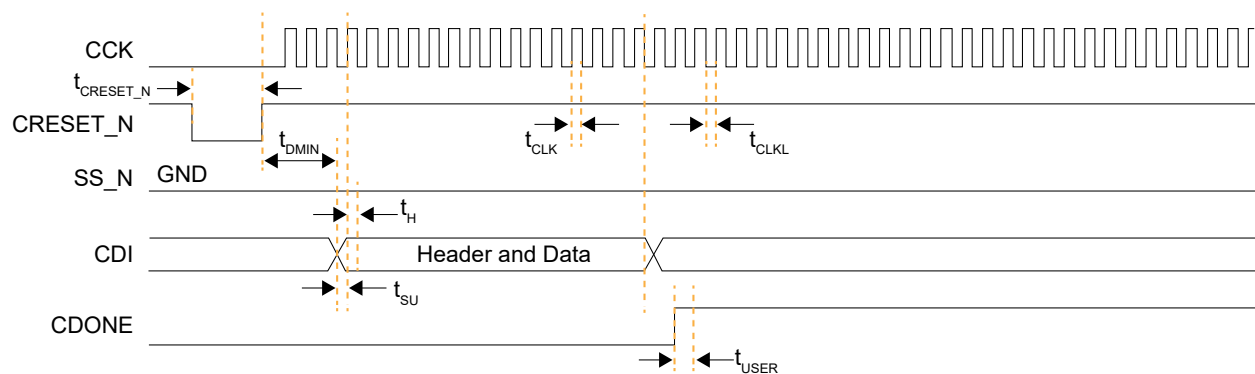 CCK
tCRESET_N
CRESET_N
tDMIN
tCLK
tCLKL
SS_N GND
tH
CDI Header and Data
tSU
CDONE
tUSER